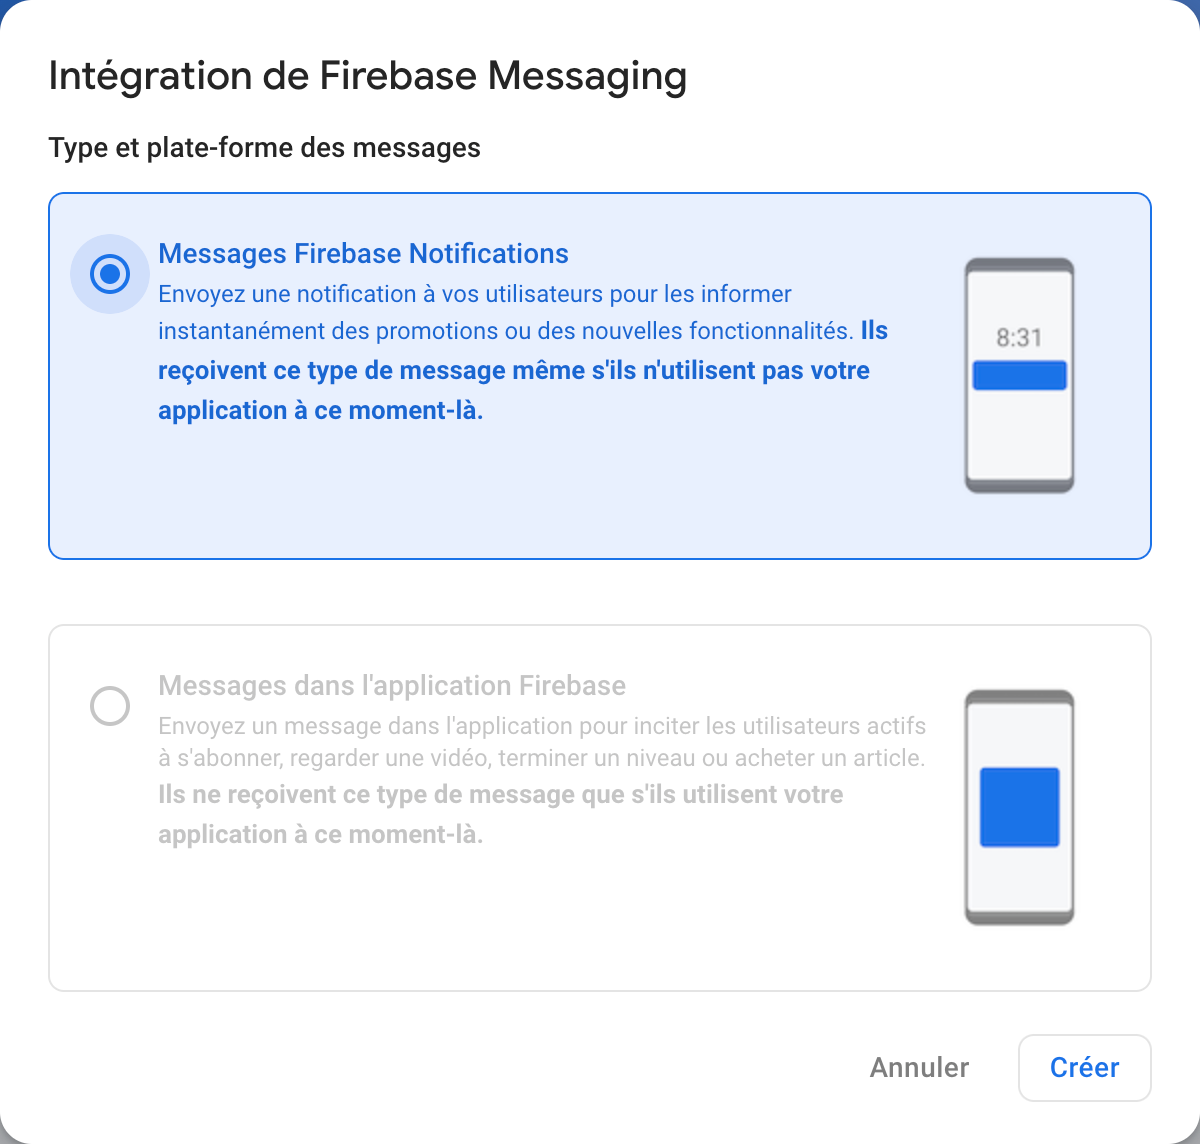 Intégration de Firebase Messaging
Type et plate-forme des messages
Messages Firebase Notifications
Envoyez une notification à vos utilisateurs pour les informer
instantanément des promotions ou des nouvelles fonctionnalités. Ils
reçoivent ce type de message même s'ils n'utilisent pas votre
application à ce moment-là.
8:31
Messages dans l'application Firebase
Envoyez un message dans l'application pour inciter les utilisateurs actifs
à s'abonner, regarder une vidéo, terminer un niveau ou acheter un article.
Ils ne reçoivent ce type de message que s'ils utilisent votre
application à ce moment-là.
Annuler
Créer